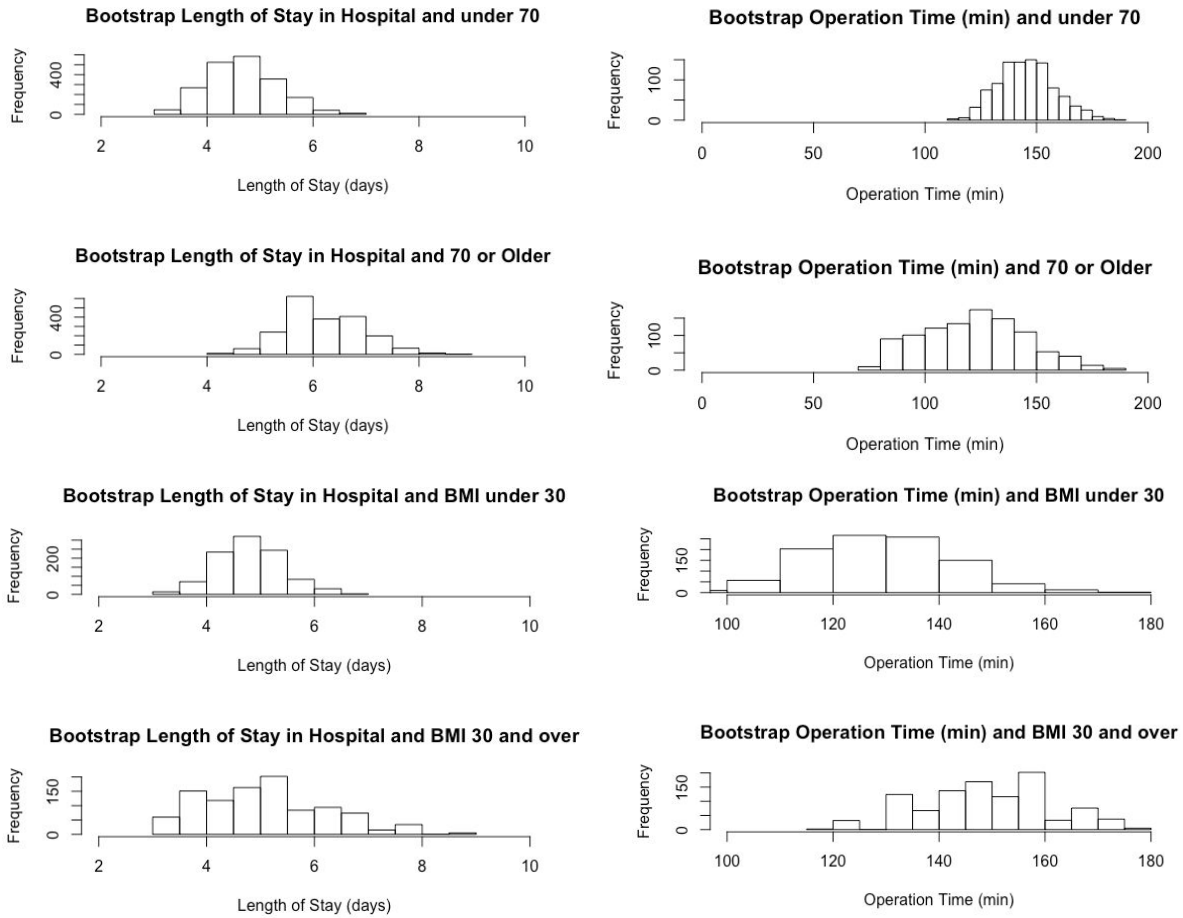 Bootstrap Length of Stay in Hospital and under 70
Frequency
0 400
2 4 6 8 10
Length of Stay (days)
Bootstrap Operation Time (min) and under 70
Frequency
0 100
0 50 100 150 200
Operation Time (min)
Bootstrap Length of Stay in Hospital and 70 or Older
Frequency
0 400
2 4 6 8 10
Length of Stay (days)
Bootstrap Operation Time (min) and 70 or Older
Frequency
0 100
0 50 100 150 200
Operation Time (min)
Bootstrap Length of Stay in Hospital and BMI under 30
Frequency
0 200
2 4 6 8 10
Length of Stay (days)
Bootstrap Operation Time (min) and BMI under 30
Frequency
0 150
100 120 140 160 180
Operation Time (min)
Bootstrap Length of Stay in Hospital and BMI 30 and over
Frequency
0 150
2 4 6 8 10
Length of Stay (days)
Bootstrap Operation Time (min) and BMI 30 and over
Frequency
0 150
100 120 140 160 180
Operation Time (min)